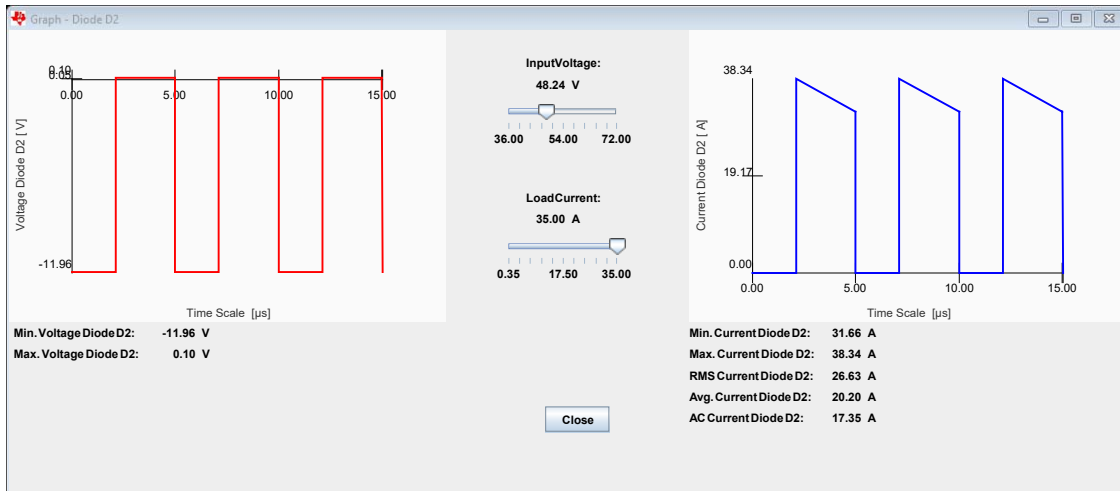 Graph - Diode D2
0.10
0.05
0.00
5.00
10.00
15.00
-11.96
Voltage Diode D2 [ V]
Time Scale [µs]
Min. Voltage Diode D2: -11.96 V
Max. Voltage Diode D2: 0.10 V
InputVoltage:
48.24 V
36.00 54.00 72.00
LoadCurrent:
35.00 A
0.35 17.50 35.00
Close
38.34
19.17
0.00
0.00 5.00 10.00 15.00
Current Diode D2 [ A]
Time Scale [µs]
Min. Current Diode D2: 31.66 A
Max. Current Diode D2: 38.34 A
RMS Current Diode D2: 26.63 A
Avg. Current Diode D2: 20.20 A
AC Current Diode D2: 17.35 A